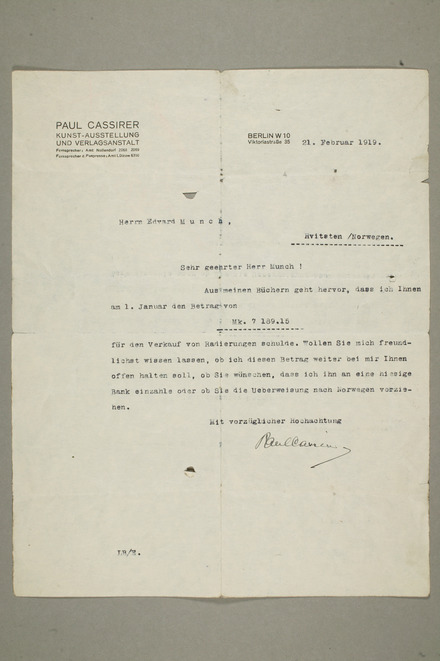 PAUL CASSIRER
KUNST-AUSSTELLUNG
UND VERLAGSANSTALT
BERLIN W 10
Viktoriastraße 35
21. Februar 1919.
Herrn Edvard Munch,
Hvitsten /Norwegen.
Sehr geehrter Herr Munch !
Aus meinen Büchern geht hervor, dass ich Ihnen
am 1. Januar den Betrag von
Mk. 7 189.15
für den Verkauf von Radierungen schulde. Wollen Sie mich freund-
lichst wissen lassen, ob ich diesen Betrag weiter bei mir Ihnen
offen halten soll, ob Sie wünschen, dass ich ihn an eine hiesige
Bank einzahle oder ob Sie die Ueberweisung nach Norwegen vorzie-
hen.
Mit vorzüglicher Hochachtung
Paul Cassirer